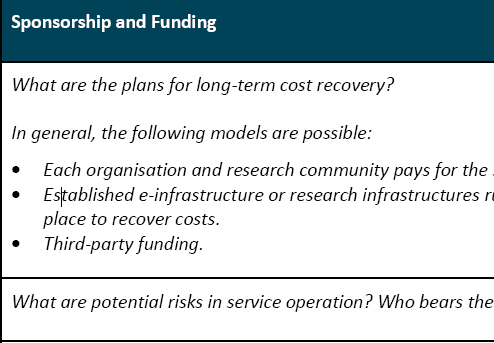 Sponsorship and Funding
What are the plans for long-term cost recovery?
In general, the following models are possible:
• Each organisation and research community pays for the
• Established e-infrastructure or research infrastructures
place to recover costs.
• Third-party funding.
What are potential risks in service operation? Who bears the